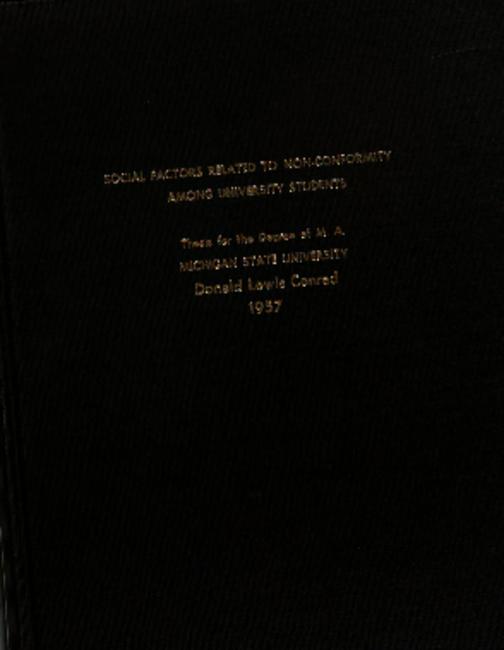 SOCIAL FACTORS RELATED TO NON-CONFORMITY
AMONG UNIVERSITY STUDENTS
Thesis for the Degree of M. A.
MICHIGAN STATE UNIVERSITY
Donald Lewis Conrad
1957